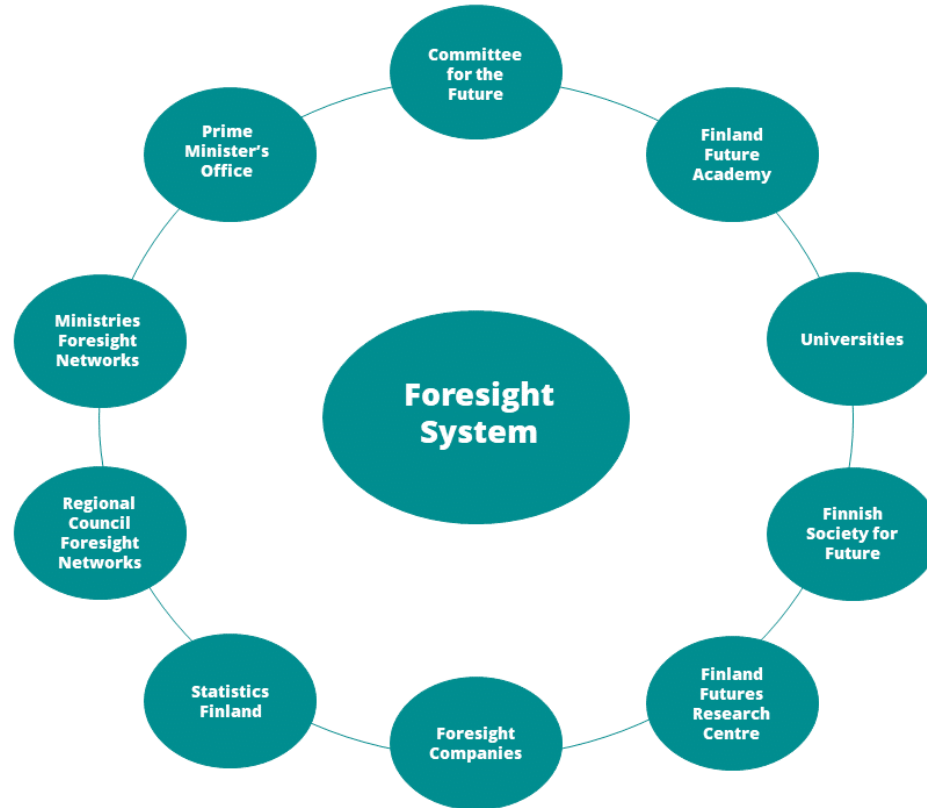 Committee
for the
Future
Prime
Minister’s
Office
Finland
Future
Academy
Ministries
Foresight
Networks
Universities
Foresight
System
Regional
Council
Foresight
Networks
Finnish
Society for
Future
Statistics
Finland
Foresight
Companies
Finland
Futures
Research
Centre